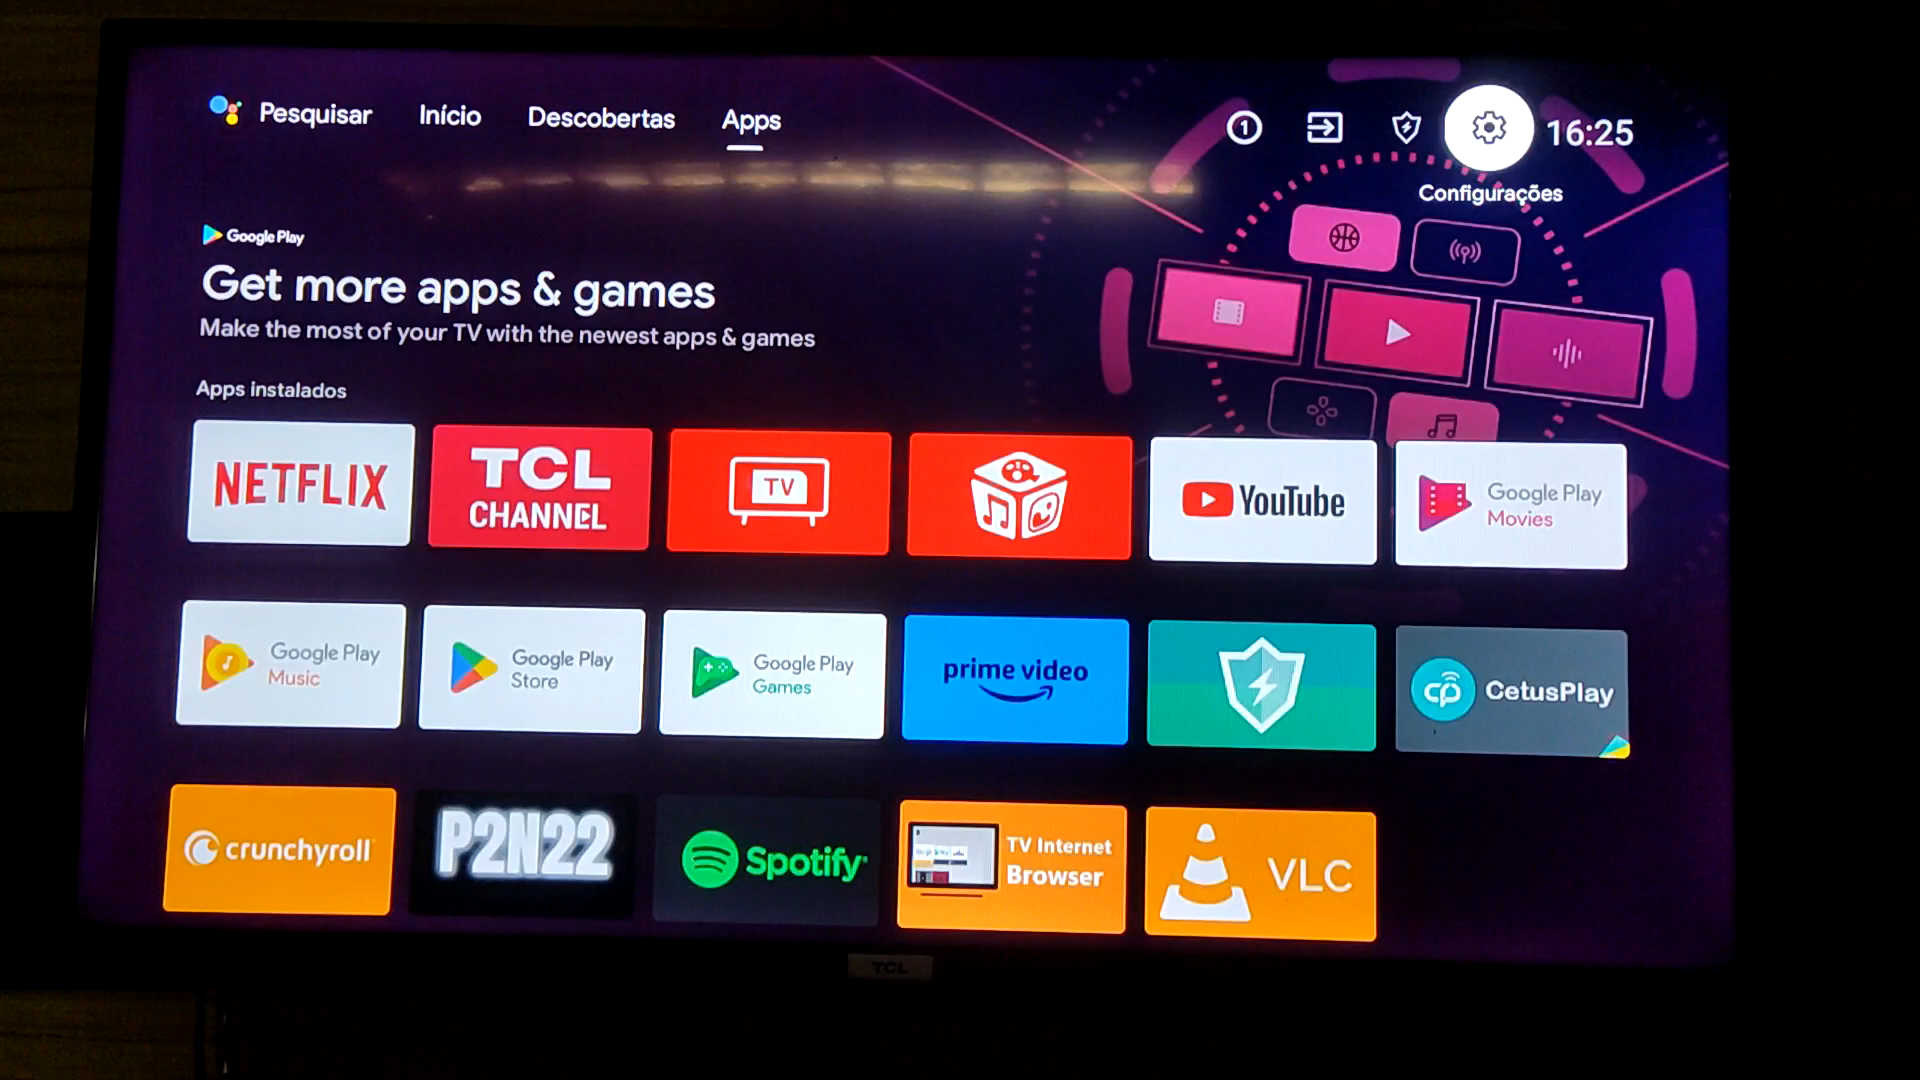 Pesquisar
Início
Descobertas
Apps
1
16:25
Configurações
Google Play
Get more apps & games
Make the most of your TV with the newest apps & games
Apps instalados
NETFLIX
TCL
CHANNEL
TV
YouTube
Google Play
Movies
Google Play
Music
Google Play
Store
Google Play
Games
prime video
CetusPlay
crunchyroll
P2N22
Spotify
TV Internet
Browser
VLC
TCL